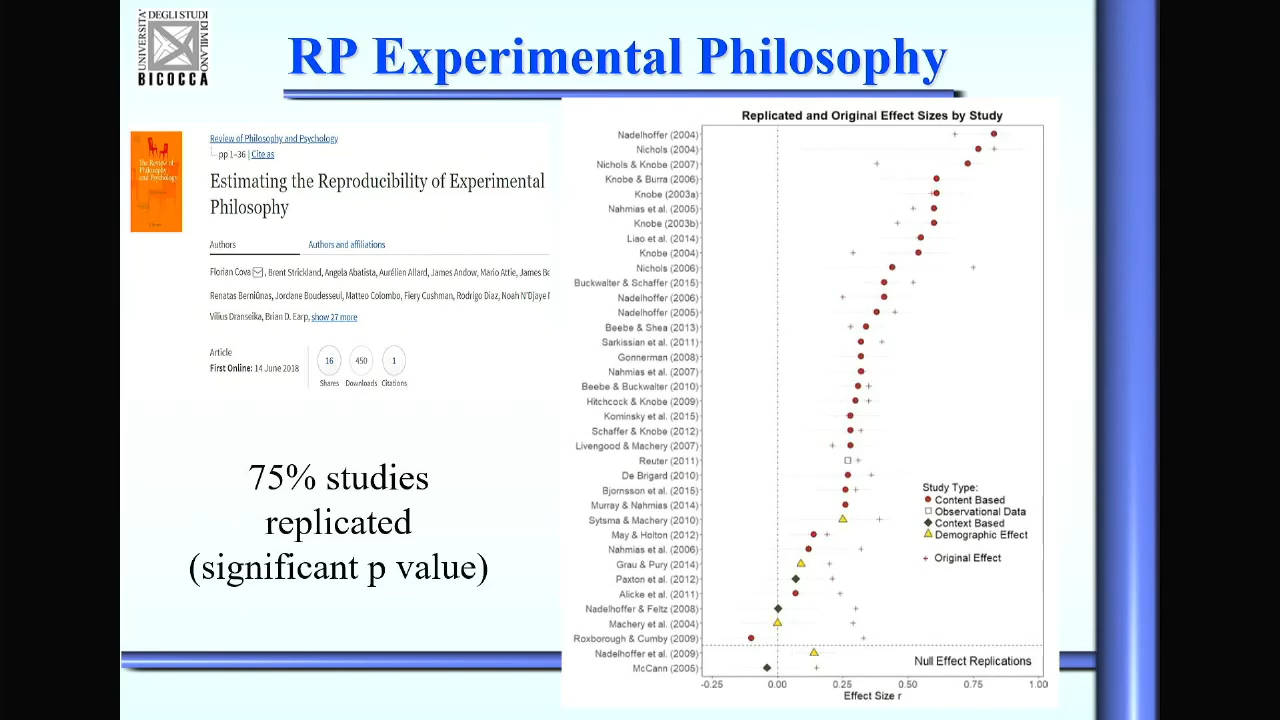 UNIVERSITA'
DEGLI STUDI
DI MILANO
BICOCCA
RP Experimental Philosophy
The Review of
Philosophy
and Psychology
Review of Philosophy and Psychology
pp 1–36 | Cite as
Estimating the Reproducibility of Experimental
Philosophy
Authors
Authors and affiliations
Florian Cova, Brent Strickland, Angela Abatista, Aurélien Allard, James Andow, Mario Attie, James Be
Renatas Berniūnas, Jordane Boudesseul, Matteo Colombo, Fiery Cushman, Rodrigo Diaz, Noah N'Djaye
Vilius Dranseika, Brian D. Earp, show 27 more
Article
First Online: 14 June 2018
16
Shares
450
Downloads
1
Citations
75% studies
replicated
(significant p value)
Replicated and Original Effect Sizes by Study
Nadelhoffer (2004)
Nichols (2004)
Nichols & Knobe (2007)
Knobe & Burra (2006)
Knobe (2003a)
Nahmias et al. (2005)
Knobe (2003b)
Liao et al. (2014)
Knobe (2004)
Nichols (2006)
Buckwalter & Schaffer (2015)
Nadelhoffer (2006)
Nadelhoffer (2005)
Beebe & Shea (2013)
Sarkissian et al. (2011)
Gonnerman (2008)
Nahmias et al. (2007)
Beebe & Buckwalter (2010)
Hitchcock & Knobe (2009)
Kominsky et al. (2015)
Schaffer & Knobe (2012)
Livengood & Machery (2007)
Reuter (2011)
De Brigard (2010)
Bjornsson et al. (2015)
Murray & Nahmias (2014)
Sytsma & Machery (2010)
May & Holton (2012)
Nahmias et al. (2006)
Grau & Pury (2014)
Paxton et al. (2012)
Alicke et al. (2011)
Nadelhoffer & Feltz (2008)
Machery et al. (2004)
Roxborough & Cumby (2009)
Nadelhoffer et al. (2009)
McCann (2005)
Study Type:
Content Based
Observational Data
Context Based
Demographic Effect
Original Effect
Null Effect Replications
-0.25 0.00 0.25 0.50 0.75 1.00
Effect Size r